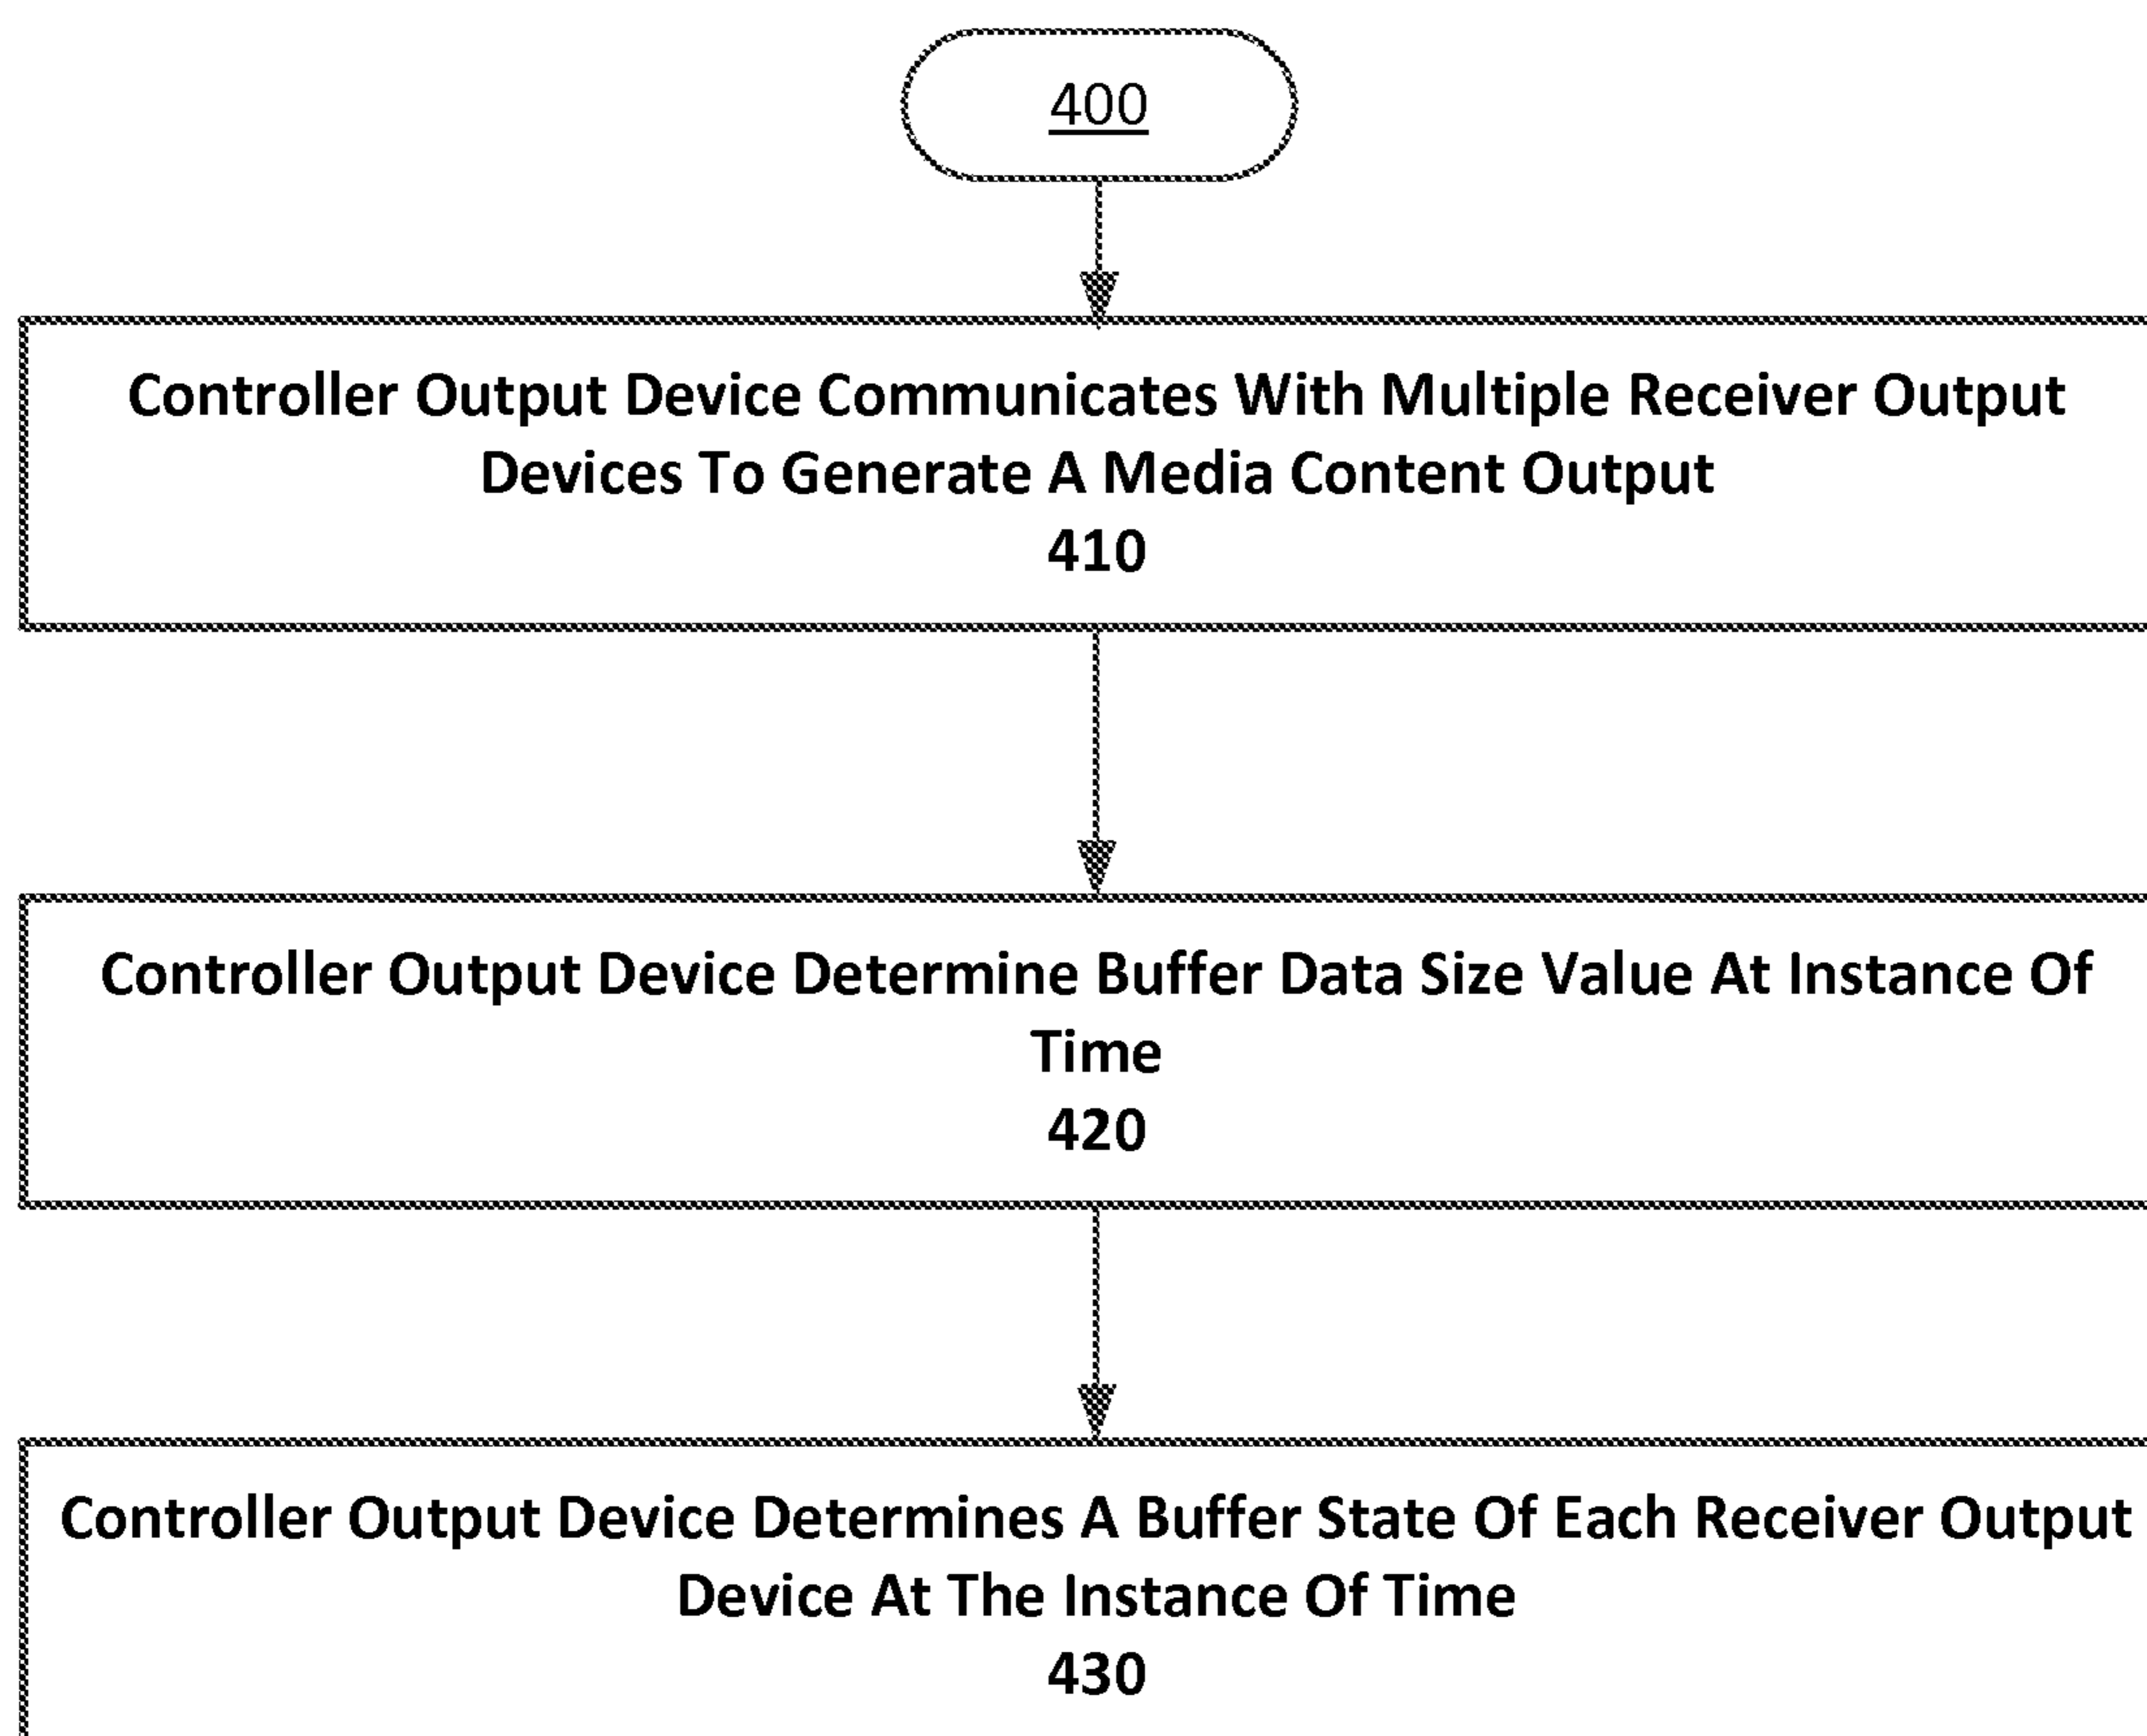 400
Controller Output Device Communicates With Multiple Receiver Output
Devices To Generate A Media Content Output
410
Controller Output Device Determine Buffer Data Size Value At Instance Of
Time
420
Controller Output Device Determines A Buffer State Of Each Receiver Output
Device At The Instance Of Time
430